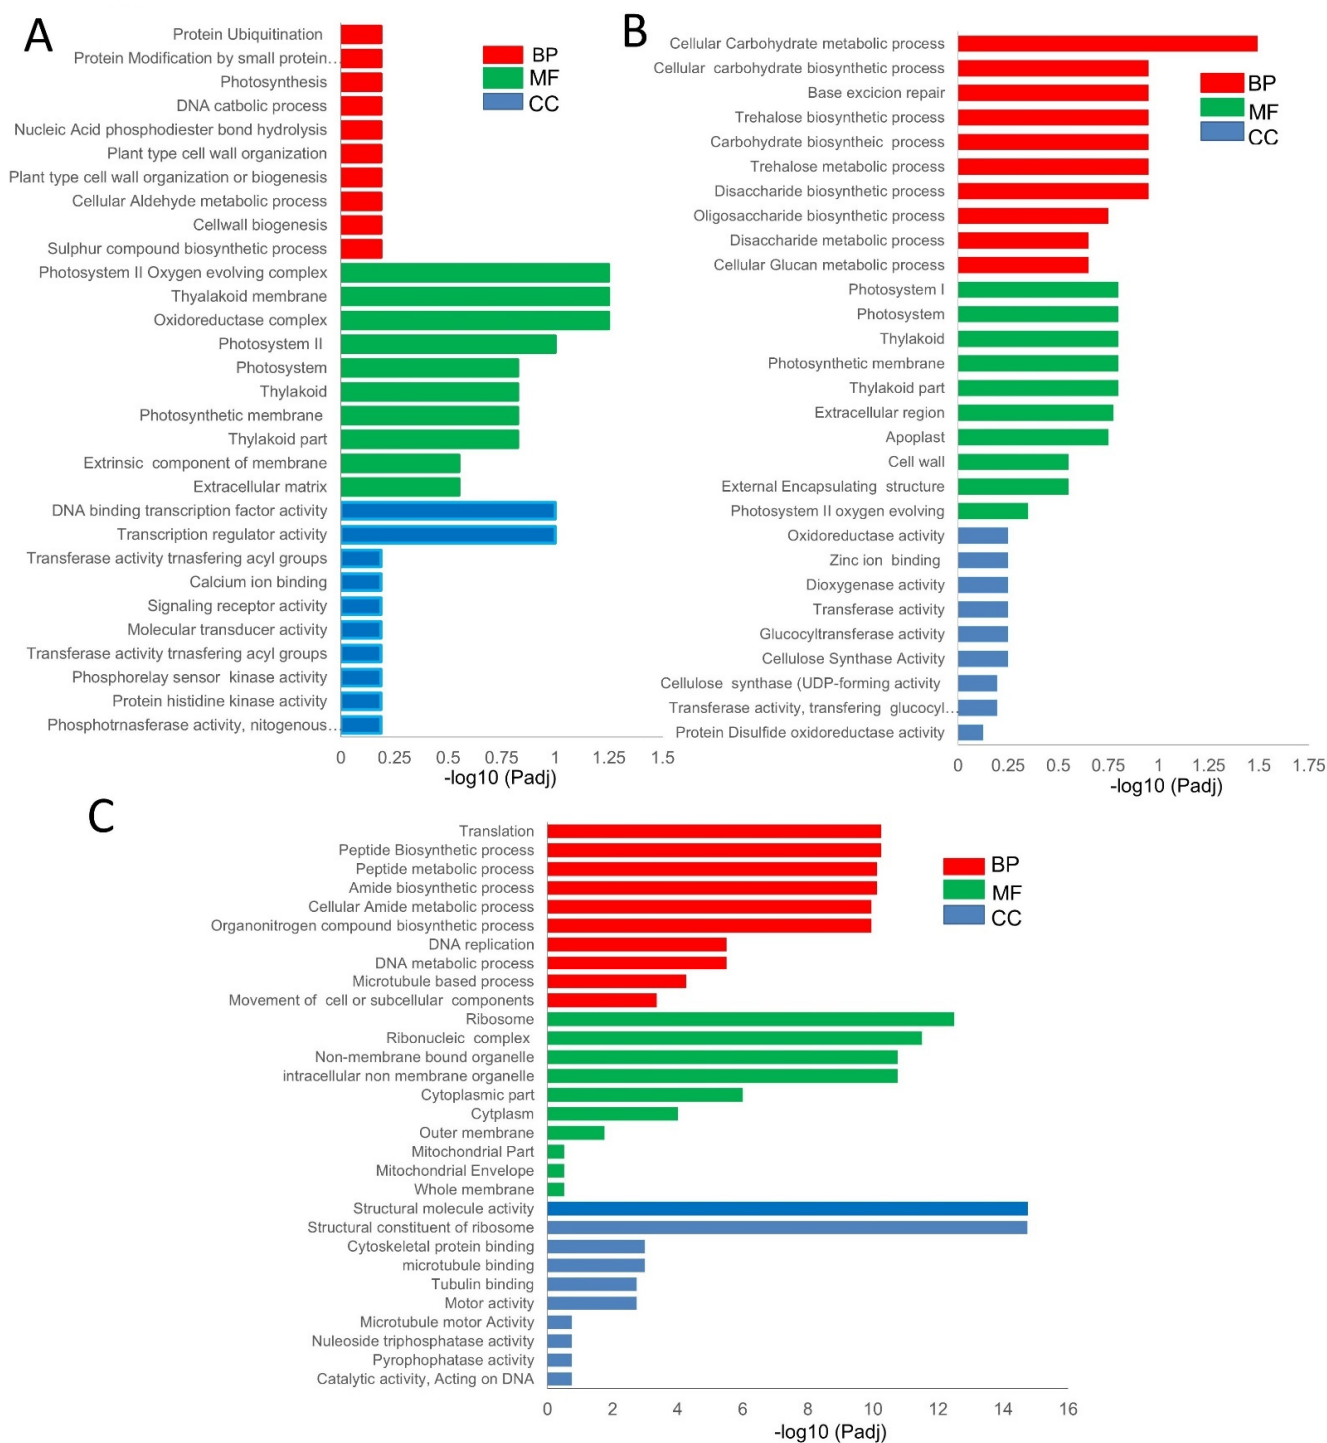 A
Protein Ubiquitination
Protein Modification by small protein…
Photosynthesis
DNA catbolic process
Nucleic Acid phosphodiester bond hydrolysis
Plant type cell wall organization
Plant type cell wall organization or biogenesis
Cellular Aldehyde metabolic process
Cellwall biogenesis
Sulphur compound biosynthetic process
Photosystem II Oxygen evolving complex
Thyalakoid membrane
Oxidoreductase complex
Photosystem II
Photosystem
Thylakoid
Photosynthetic membrane
Thylakoid part
Extrinsic component of membrane
Extracellular matrix
DNA binding transcription factor activity
Transcription regulator activity
Transferase activity trnasfering acyl groups
Calcium ion binding
Signaling receptor activity
Molecular transducer activity
Transferase activity trnasfering acyl groups
Phosphorelay sensor kinase activity
Protein histidine kinase activity
Phosphotrnasferase activity, nitogenous…
BP
MF
CC
0 0.25 0.5 0.75 1 1.25 1.5
-log10 (Padj)
B
Cellular Carbohydrate metabolic process
Cellular carbohydrate biosynthetic process
Base excicion repair
Trehalose biosynthetic process
Carbohydrate biosyntheic process
Trehalose metabolic process
Disaccharide biosynthetic process
Oligosaccharide biosynthetic process
Disaccharide metabolic process
Cellular Glucan metabolic process
Photosystem I
Photosystem
Thylakoid
Photosynthetic membrane
Thylakoid part
Extracellular region
Apoplast
Cell wall
External Encapsulating structure
Photosystem II oxygen evolving
Oxidoreductase activity
Zinc ion binding
Dioxygenase activity
Transferase activity
Glucocyltransferase activity
Cellulose Synthase Activity
Cellulose synthase (UDP-forming activity
Transferase activity, transfering glucocyl…
Protein Disulfide oxidoreductase activity
BP
MF
CC
0 0.25 0.5 0.75 1 1.25 1.5 1.75
-log10 (Padj)
C
Translation
Peptide Biosynthetic process
Peptide metabolic process
Amide biosynthetic process
Cellular Amide metabolic process
Organonitrogen compound biosynthetic process
DNA replication
DNA metabolic process
Microtubule based process
Movement of cell or subcellular components
Ribosome
Ribonucleic complex
Non-membrane bound organelle
intracellular non membrane organelle
Cytoplasmic part
Cytplasm
Outer membrane
Mitochondrial Part
Mitochondrial Envelope
Whole membrane
Structural molecule activity
Structural constituent of ribosome
Cytoskeletal protein binding
microtubule binding
Tubulin binding
Motor activity
Microtubule motor Activity
Nuleoside triphosphatase activity
Pyrophophatase activity
Catalytic activity, Acting on DNA
BP
MF
CC
0 2 4 6 8 10 12 14 16
-log10 (Padj)